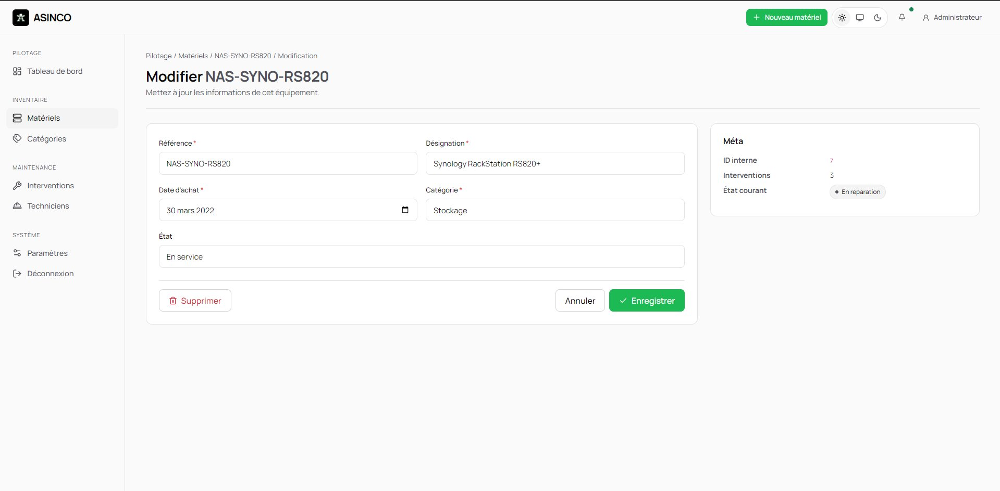 ASINCO
Nouveau matériel
Administrateur
PILOTAGE
Tableau de bord
INVENTAIRE
Matériels
Catégories
MAINTENANCE
Interventions
Techniciens
SYSTÈME
Paramètres
Déconnexion
Pilotage / Matériels / NAS-SYNO-RS820 / Modification
Modifier NAS-SYNO-RS820
Mettez à jour les informations de cet équipement.
Référence *
NAS-SYNO-RS820
Désignation *
Synology RackStation RS820+
Date d'achat *
30 mars 2022
Catégorie *
Stockage
État
En service
Supprimer
Annuler
Enregistrer
Méta
ID interne 7
Interventions 3
État courant En reparation